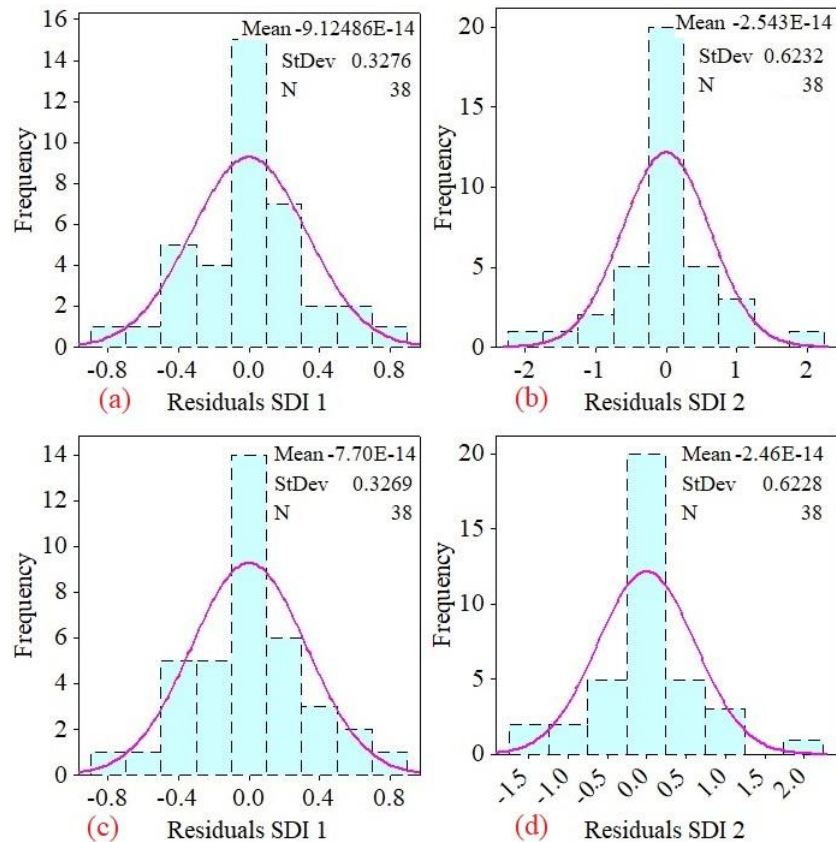 Mean -9.12486E-14
StDev 0.3276
N 38
Frequency
16
14
12
10
8
6
4
2
0
-0.8 -0.4 0.0 0.4 0.8
(a) Residuals SDI 1
Mean -2.543E-14
StDev 0.6232
N 38
Frequency
20
15
10
5
0
-2 -1 0 1 2
(b) Residuals SDI 2
Mean -7.70E-14
StDev 0.3269
N 38
Frequency
14
12
10
8
6
4
2
0
-0.8 -0.4 0.0 0.4 0.8
(c) Residuals SDI 1
Mean -2.46E-14
StDev 0.6228
N 38
Frequency
20
15
10
5
0
-1.5 -1.0 -0.5 0.0 0.5 1.0 1.5 2.0
(d) Residuals SDI 2